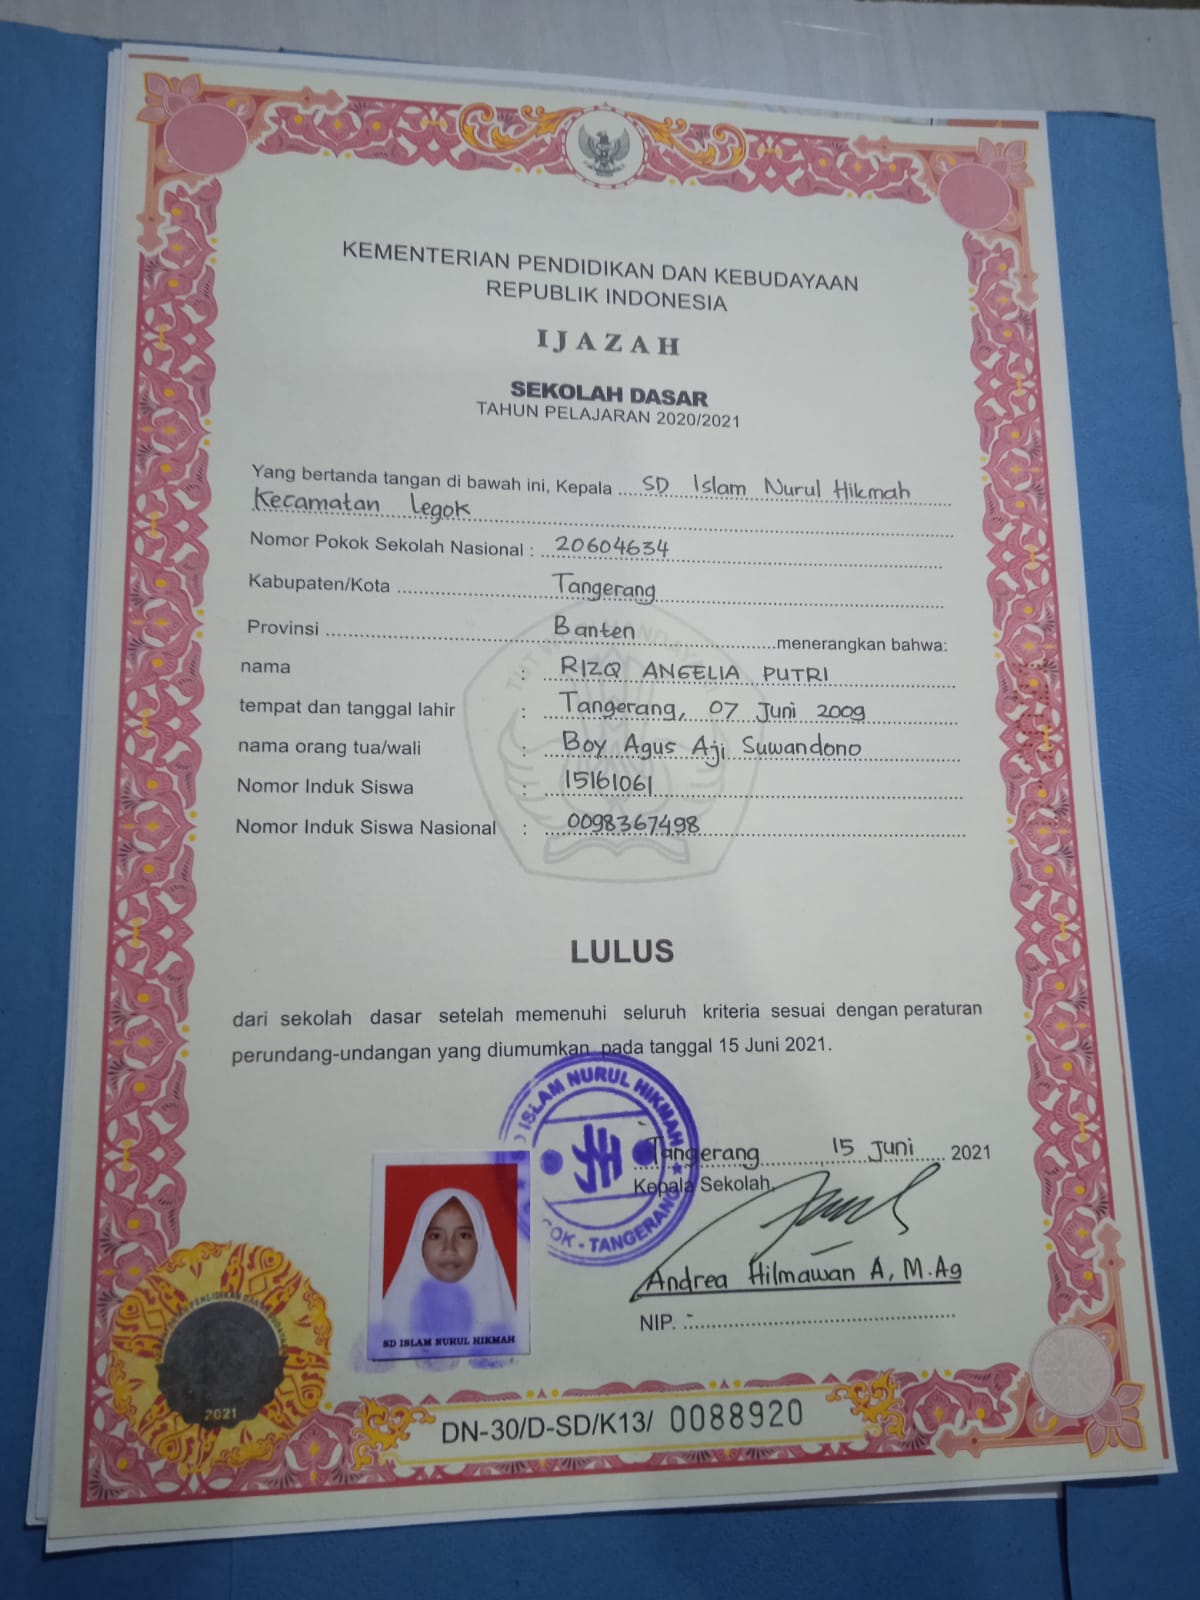 KEMENTERIAN PENDIDIKAN DAN KEBUDAYAAN
REPUBLIK INDONESIA
IJAZAH
SEKOLAH DASAR
TAHUN PELAJARAN 2020/2021
Yang bertanda tangan di bawah ini, Kepala SD Islam Nurul Hikmah
Kecamatan Legok
Nomor Pokok Sekolah Nasional : 20604634
Kabupaten/Kota Tangerang
Provinsi Banten menerangkan bahwa:
nama : RIZQ ANGELIA PUTRI
tempat dan tanggal lahir : Tangerang, 07 Juni 2009
nama orang tua/wali : Boy Agus Aji Suwandono
Nomor Induk Siswa : 15161061
Nomor Induk Siswa Nasional : 0098367498
LULUS
dari sekolah dasar setelah memenuhi seluruh kriteria sesuai dengan peraturan
perundang-undangan yang diumumkan pada tanggal 15 Juni 2021.
ISLAM NURUL HIKMAH
TANGERANG
Tangerang, 15 Juni 2021
Kepala Sekolah,
Andrea Hilmawan A, M.Ag
NIP. -
SD ISLAM NURUL HIKMAH
2021
DN-30/D-SD/K13/ 0088920